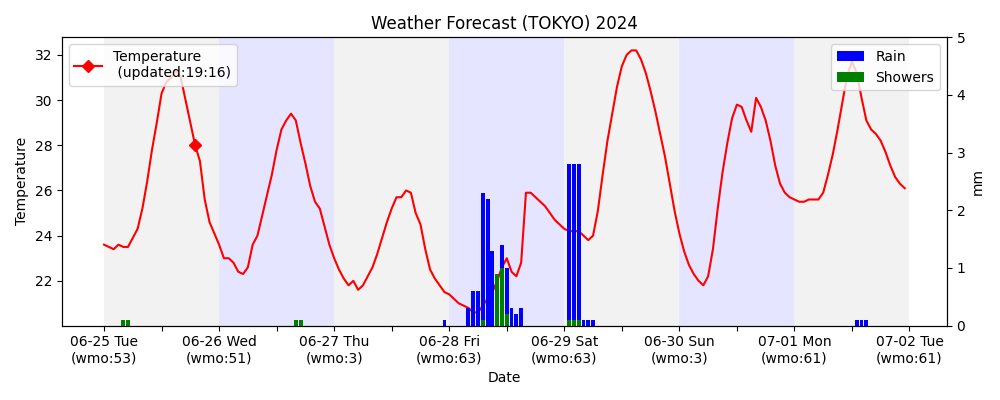 Weather Forecast (TOKYO) 2024
Temperature
(updated:19:16)
Rain
Showers
Temperature
32
30
28
26
24
22
5
4
3
2
1
0
mm
06-25 Tue
(wmo:53)
06-26 Wed
(wmo:51)
06-27 Thu
(wmo:3)
06-28 Fri
(wmo:63)
06-29 Sat
(wmo:63)
06-30 Sun
(wmo:3)
07-01 Mon
(wmo:61)
07-02 Tue
(wmo:61)
Date